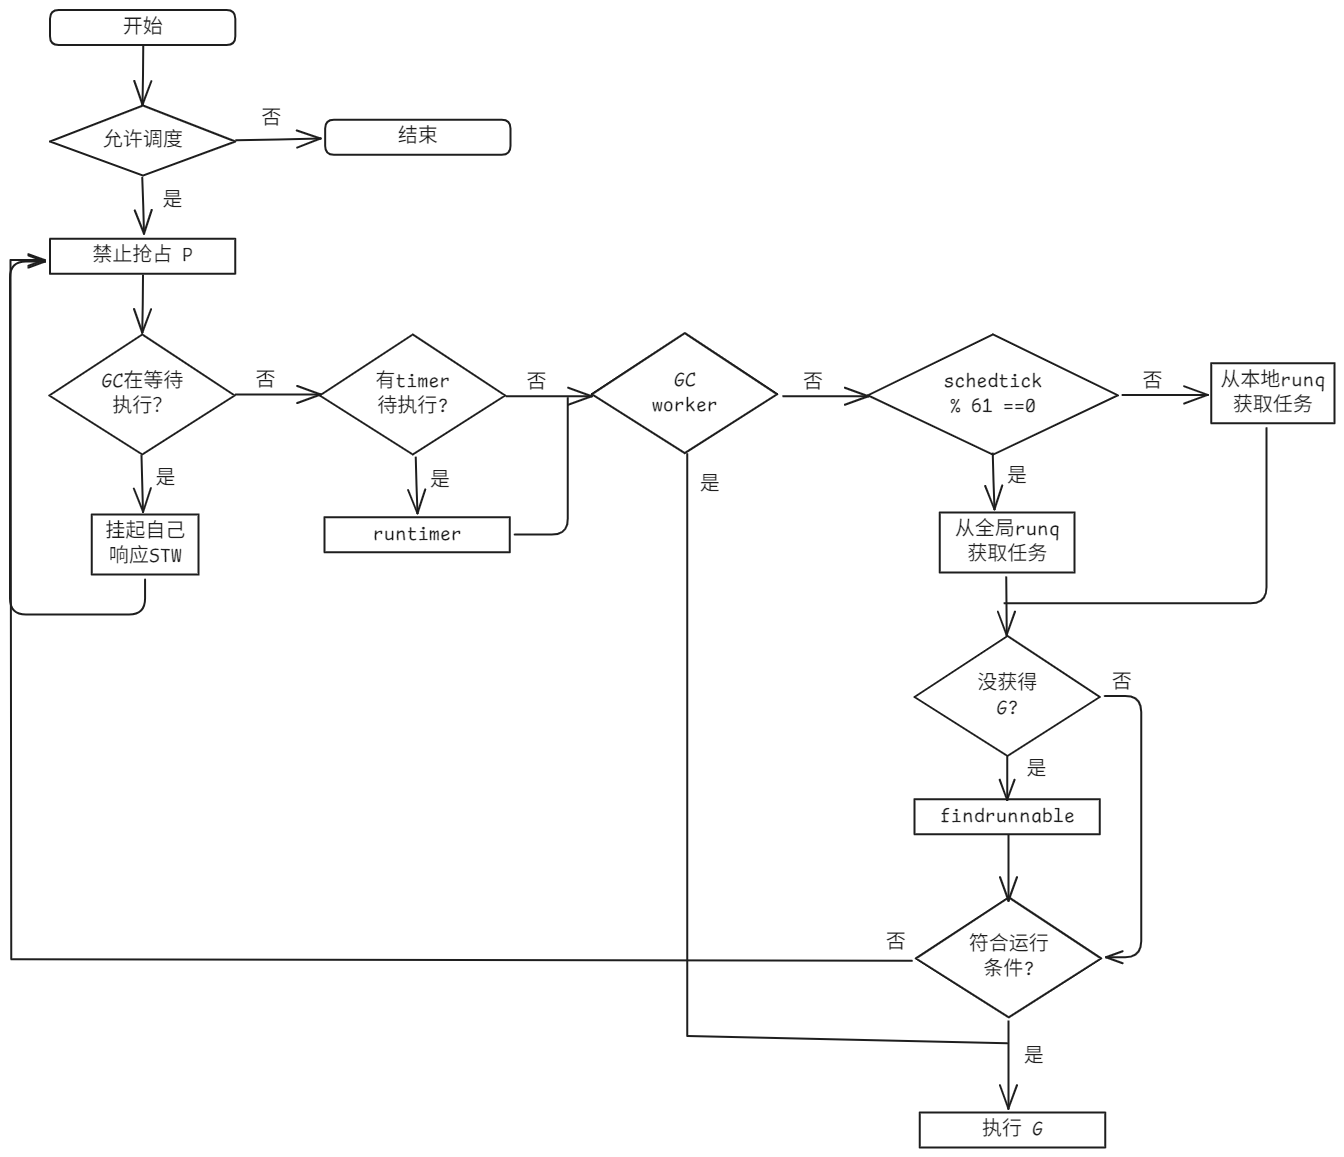 开始
允许调度
否
结束
是
禁止抢占 P
GC在等待
执行?
否
有timer
待执行?
否
GC
worker
否
schedtick
% 61 ==0
否
从本地runq
获取任务
是
挂起自己
响应STW
是
runtimer
是
是
从全局runq
获取任务
没获得
G?
否
是
findrunnable
否
符合运行
条件?
是
执行 G